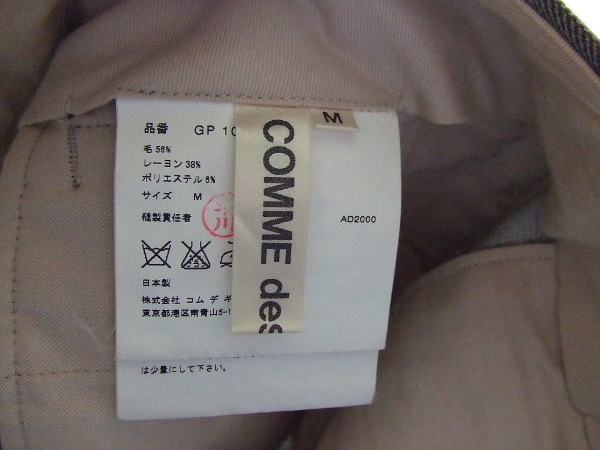 品番 GP 10
毛 56%
レーヨン 38%
ポリエステル 6%
サイズ M
縫製責任者
AD2000
日本製
株式会社 コム デ ギ
東京都港区南青山5-1
は少量にして下さい。
COMME des
M